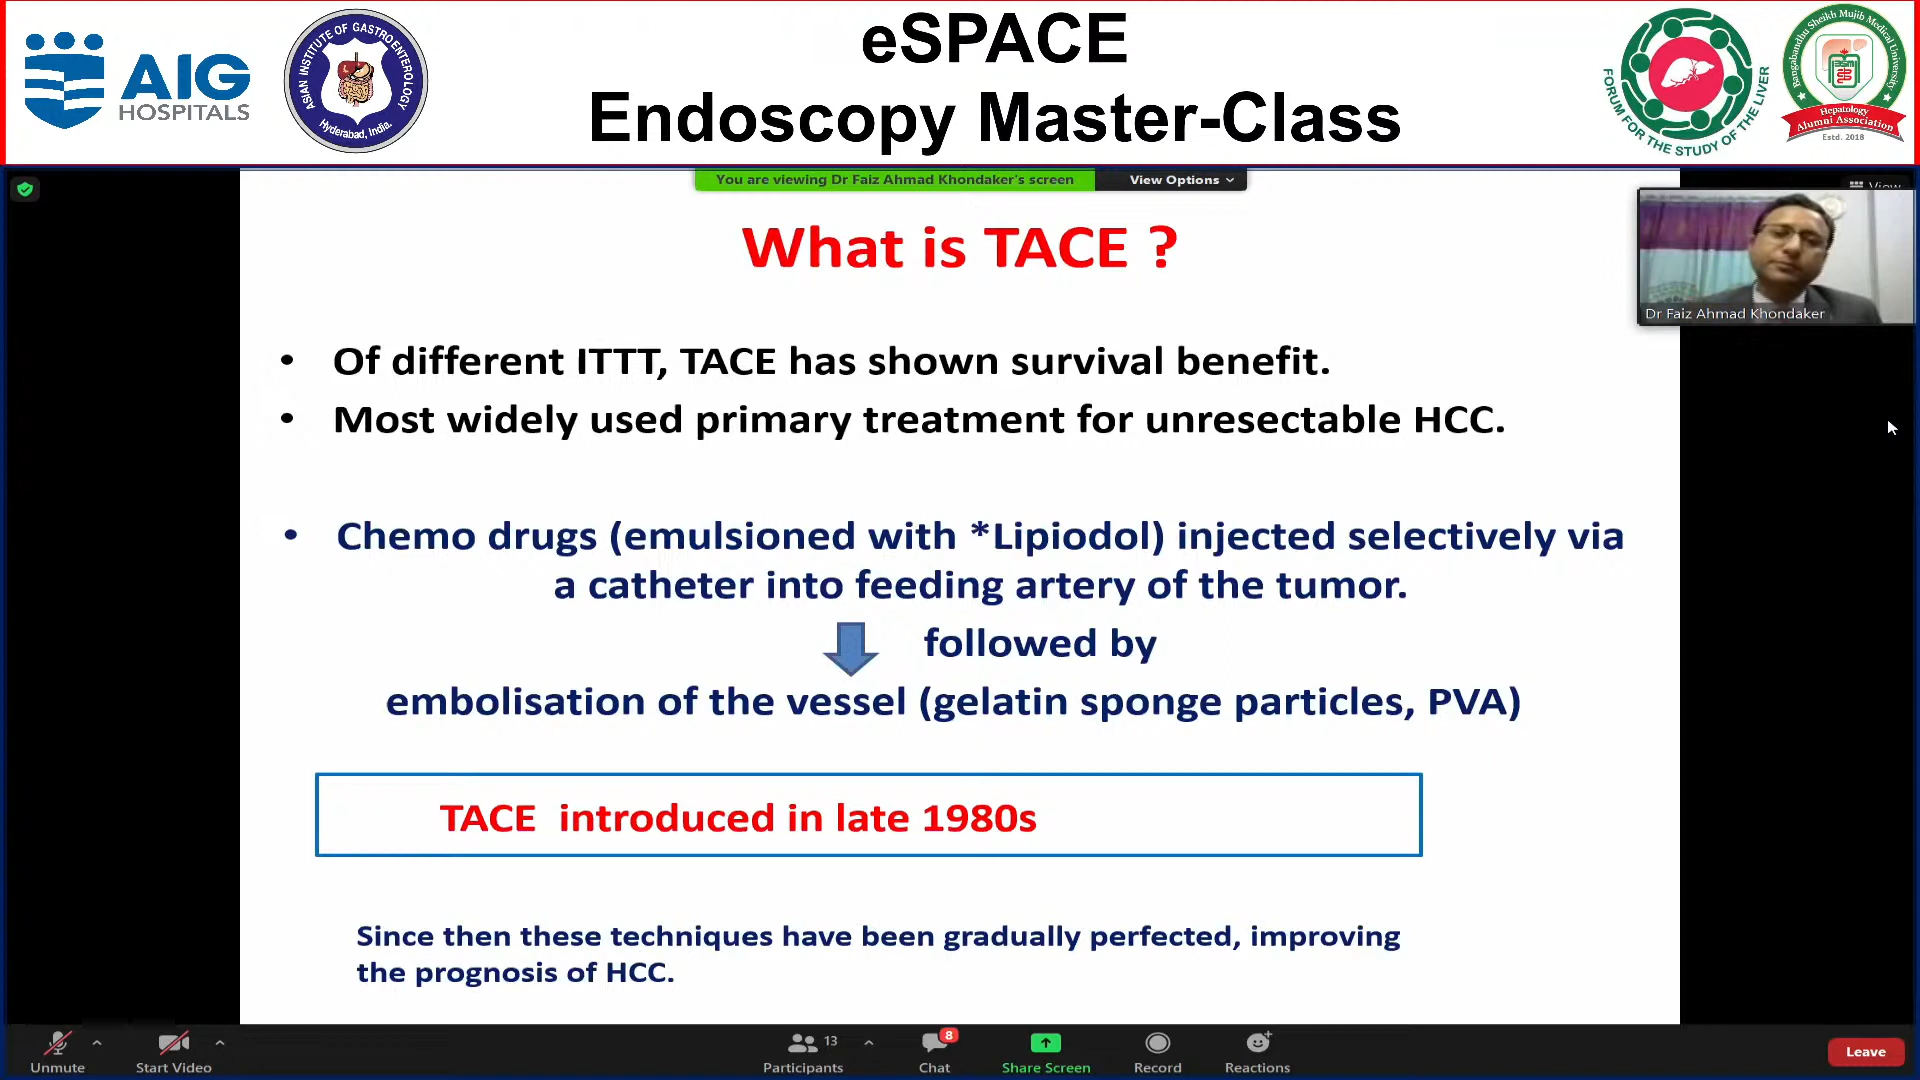 AIG
HOSPITALS
ASIAN INSTITUTE OF GASTROENTEROLOGY
Hyderabad, India.
eSPACE
Endoscopy Master-Class
FORUM FOR THE STUDY OF THE LIVER
Bangabandhu Sheikh Mujib Medical University
Hepatology
Alumni Association
Estd. 2018
You are viewing Dr Faiz Ahmad Khondaker's screen
View Options
View
Dr Faiz Ahmad Khondaker
What is TACE ?
• Of different ITTT, TACE has shown survival benefit.
• Most widely used primary treatment for unresectable HCC.
• Chemo drugs (emulsioned with *Lipiodol) injected selectively via
a catheter into feeding artery of the tumor.
followed by
embolisation of the vessel (gelatin sponge particles, PVA)
TACE introduced in late 1980s
Since then these techniques have been gradually perfected, improving
the prognosis of HCC.
Unmute
Start Video
13
Participants
8
Chat
Share Screen
Record
Reactions
Leave